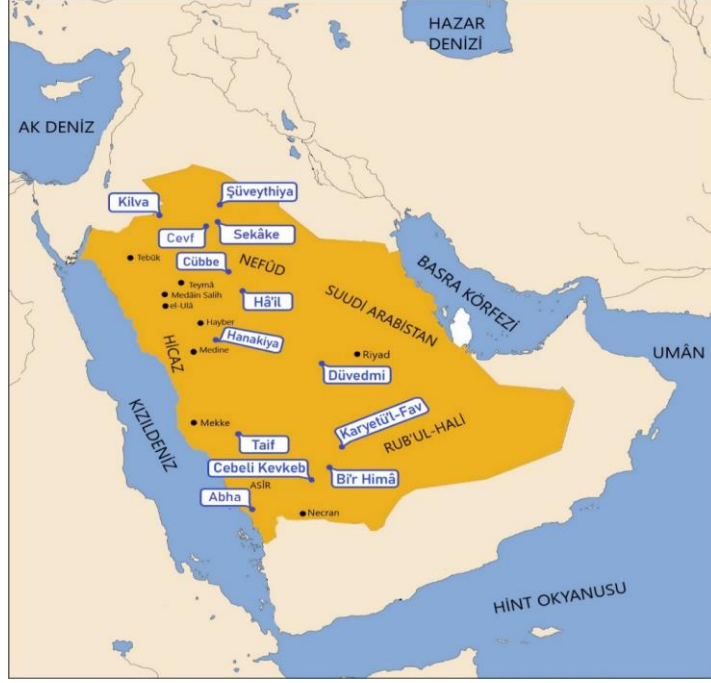 HAZAR
DENİZİ
AK DENİZ
Şüveythiya
Kilva
Cevf
Sekâke
Tebük
Cübbe
NEFÛD
Teymâ
Medâin Salih
el-Ulâ
Hâ'il
SUUDİ ARABİSTAN
BASRA KÖRFEZİ
Hayber
Hanakiya
HİCAZ
Medine
Riyad
UMÂN
Düvedmi
KIZILDENİZ
Mekke
Karyetü'l-Fav
RUB'UL-HALİ
Taif
Cebeli Kevkeb
Bi'r Himâ
ASİR
Abha
Necran
HİNT OKYANUSU